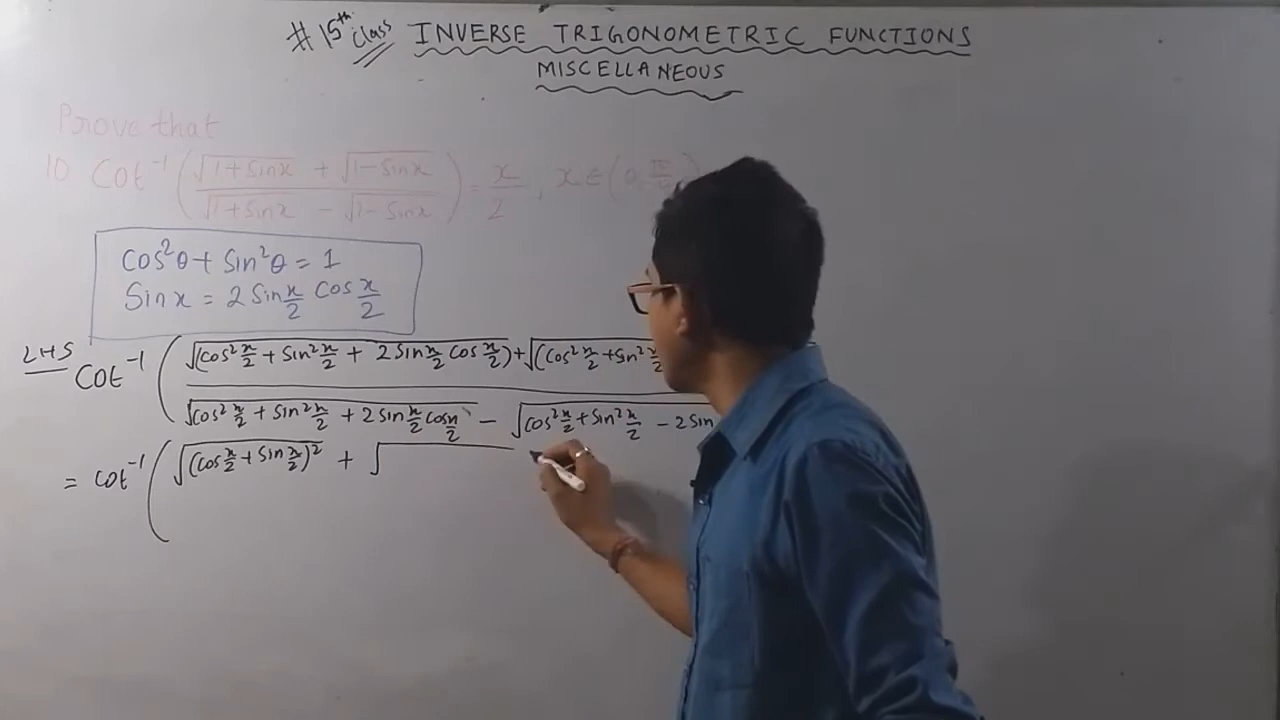 # 15th Class INVERSE TRIGONOMETRIC FUNCTIONS
MISCELLANEOUS
Prove that
10 Cot⁻¹ ( (√(1+Sinx) + √(1-Sinx)) / (√(1+Sinx) - √(1-Sinx)) ) = x/2 , x ∈ (0,
Cos²θ + Sin²θ = 1
Sin x = 2 Sin x/2 Cos x/2
LHS Cot⁻¹ ( (√(Cos² x/2 + Sin² x/2 + 2 Sin x/2 Cos x/2) + √(Cos² x/2 + Sin² x/2
√(Cos² x/2 + Sin² x/2 + 2 Sin x/2 Cos x/2) - √(Cos² x/2 + Sin² x/2 - 2 Sin
= Cot⁻¹ ( √(Cos x/2 + Sin x/2)² + √